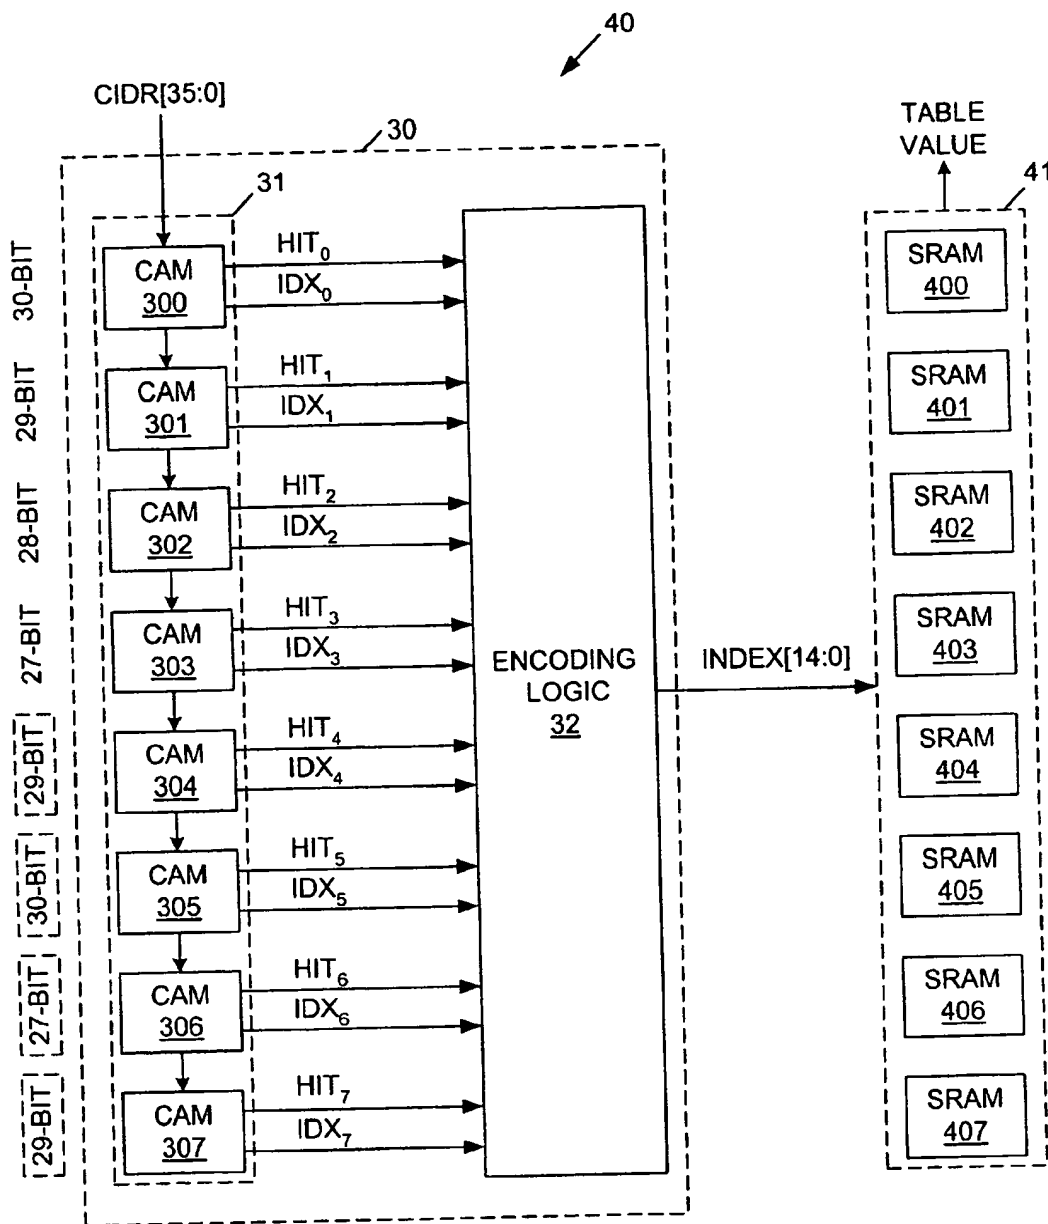 40
CIDR[35:0]
30
TABLE
VALUE
31
41
30-BIT
CAM
300
HIT0
IDX0
SRAM
400
29-BIT
CAM
301
HIT1
IDX1
SRAM
401
28-BIT
CAM
302
HIT2
IDX2
SRAM
402
27-BIT
CAM
303
HIT3
IDX3
ENCODING
LOGIC
32
INDEX[14:0]
SRAM
403
29-BIT
CAM
304
HIT4
IDX4
SRAM
404
30-BIT
CAM
305
HIT5
IDX5
SRAM
405
27-BIT
CAM
306
HIT6
IDX6
SRAM
406
29-BIT
CAM
307
HIT7
IDX7
SRAM
407